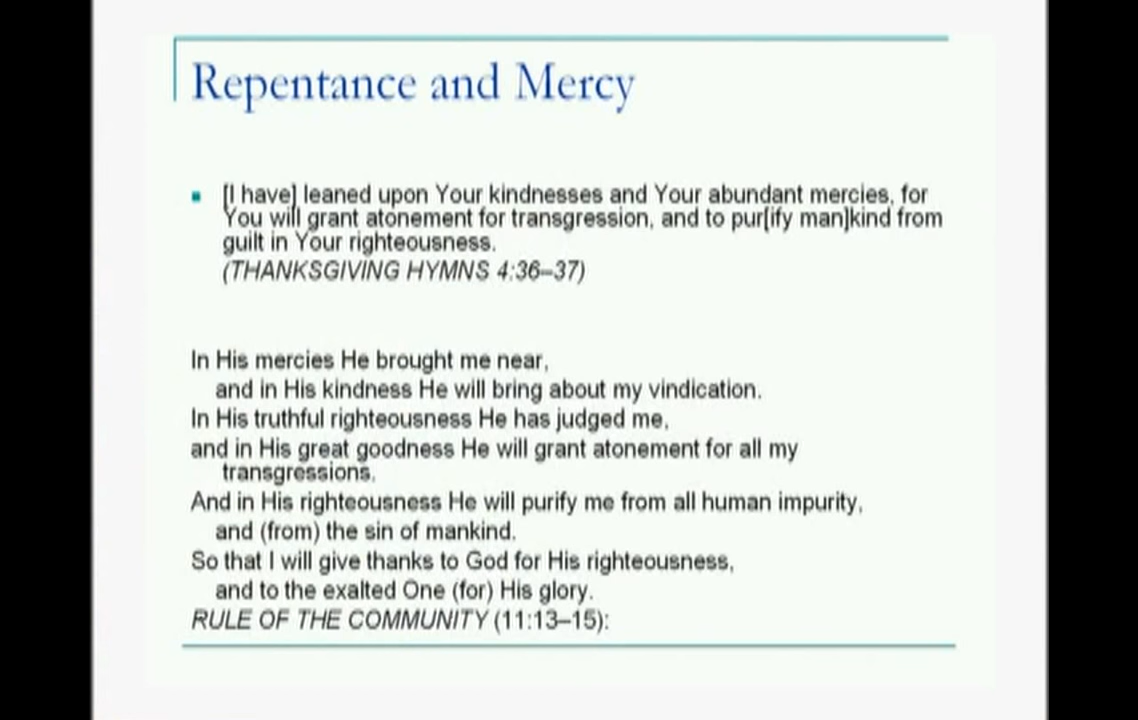 Repentance and Mercy
[I have] leaned upon Your kindnesses and Your abundant mercies, for
You will grant atonement for transgression, and to pur[ify man]kind from
guilt in Your righteousness.
(THANKSGIVING HYMNS 4:36–37)
In His mercies He brought me near,
and in His kindness He will bring about my vindication.
In His truthful righteousness He has judged me,
and in His great goodness He will grant atonement for all my
transgressions.
And in His righteousness He will purify me from all human impurity,
and (from) the sin of mankind.
So that I will give thanks to God for His righteousness,
and to the exalted One (for) His glory.
RULE OF THE COMMUNITY (11:13–15):